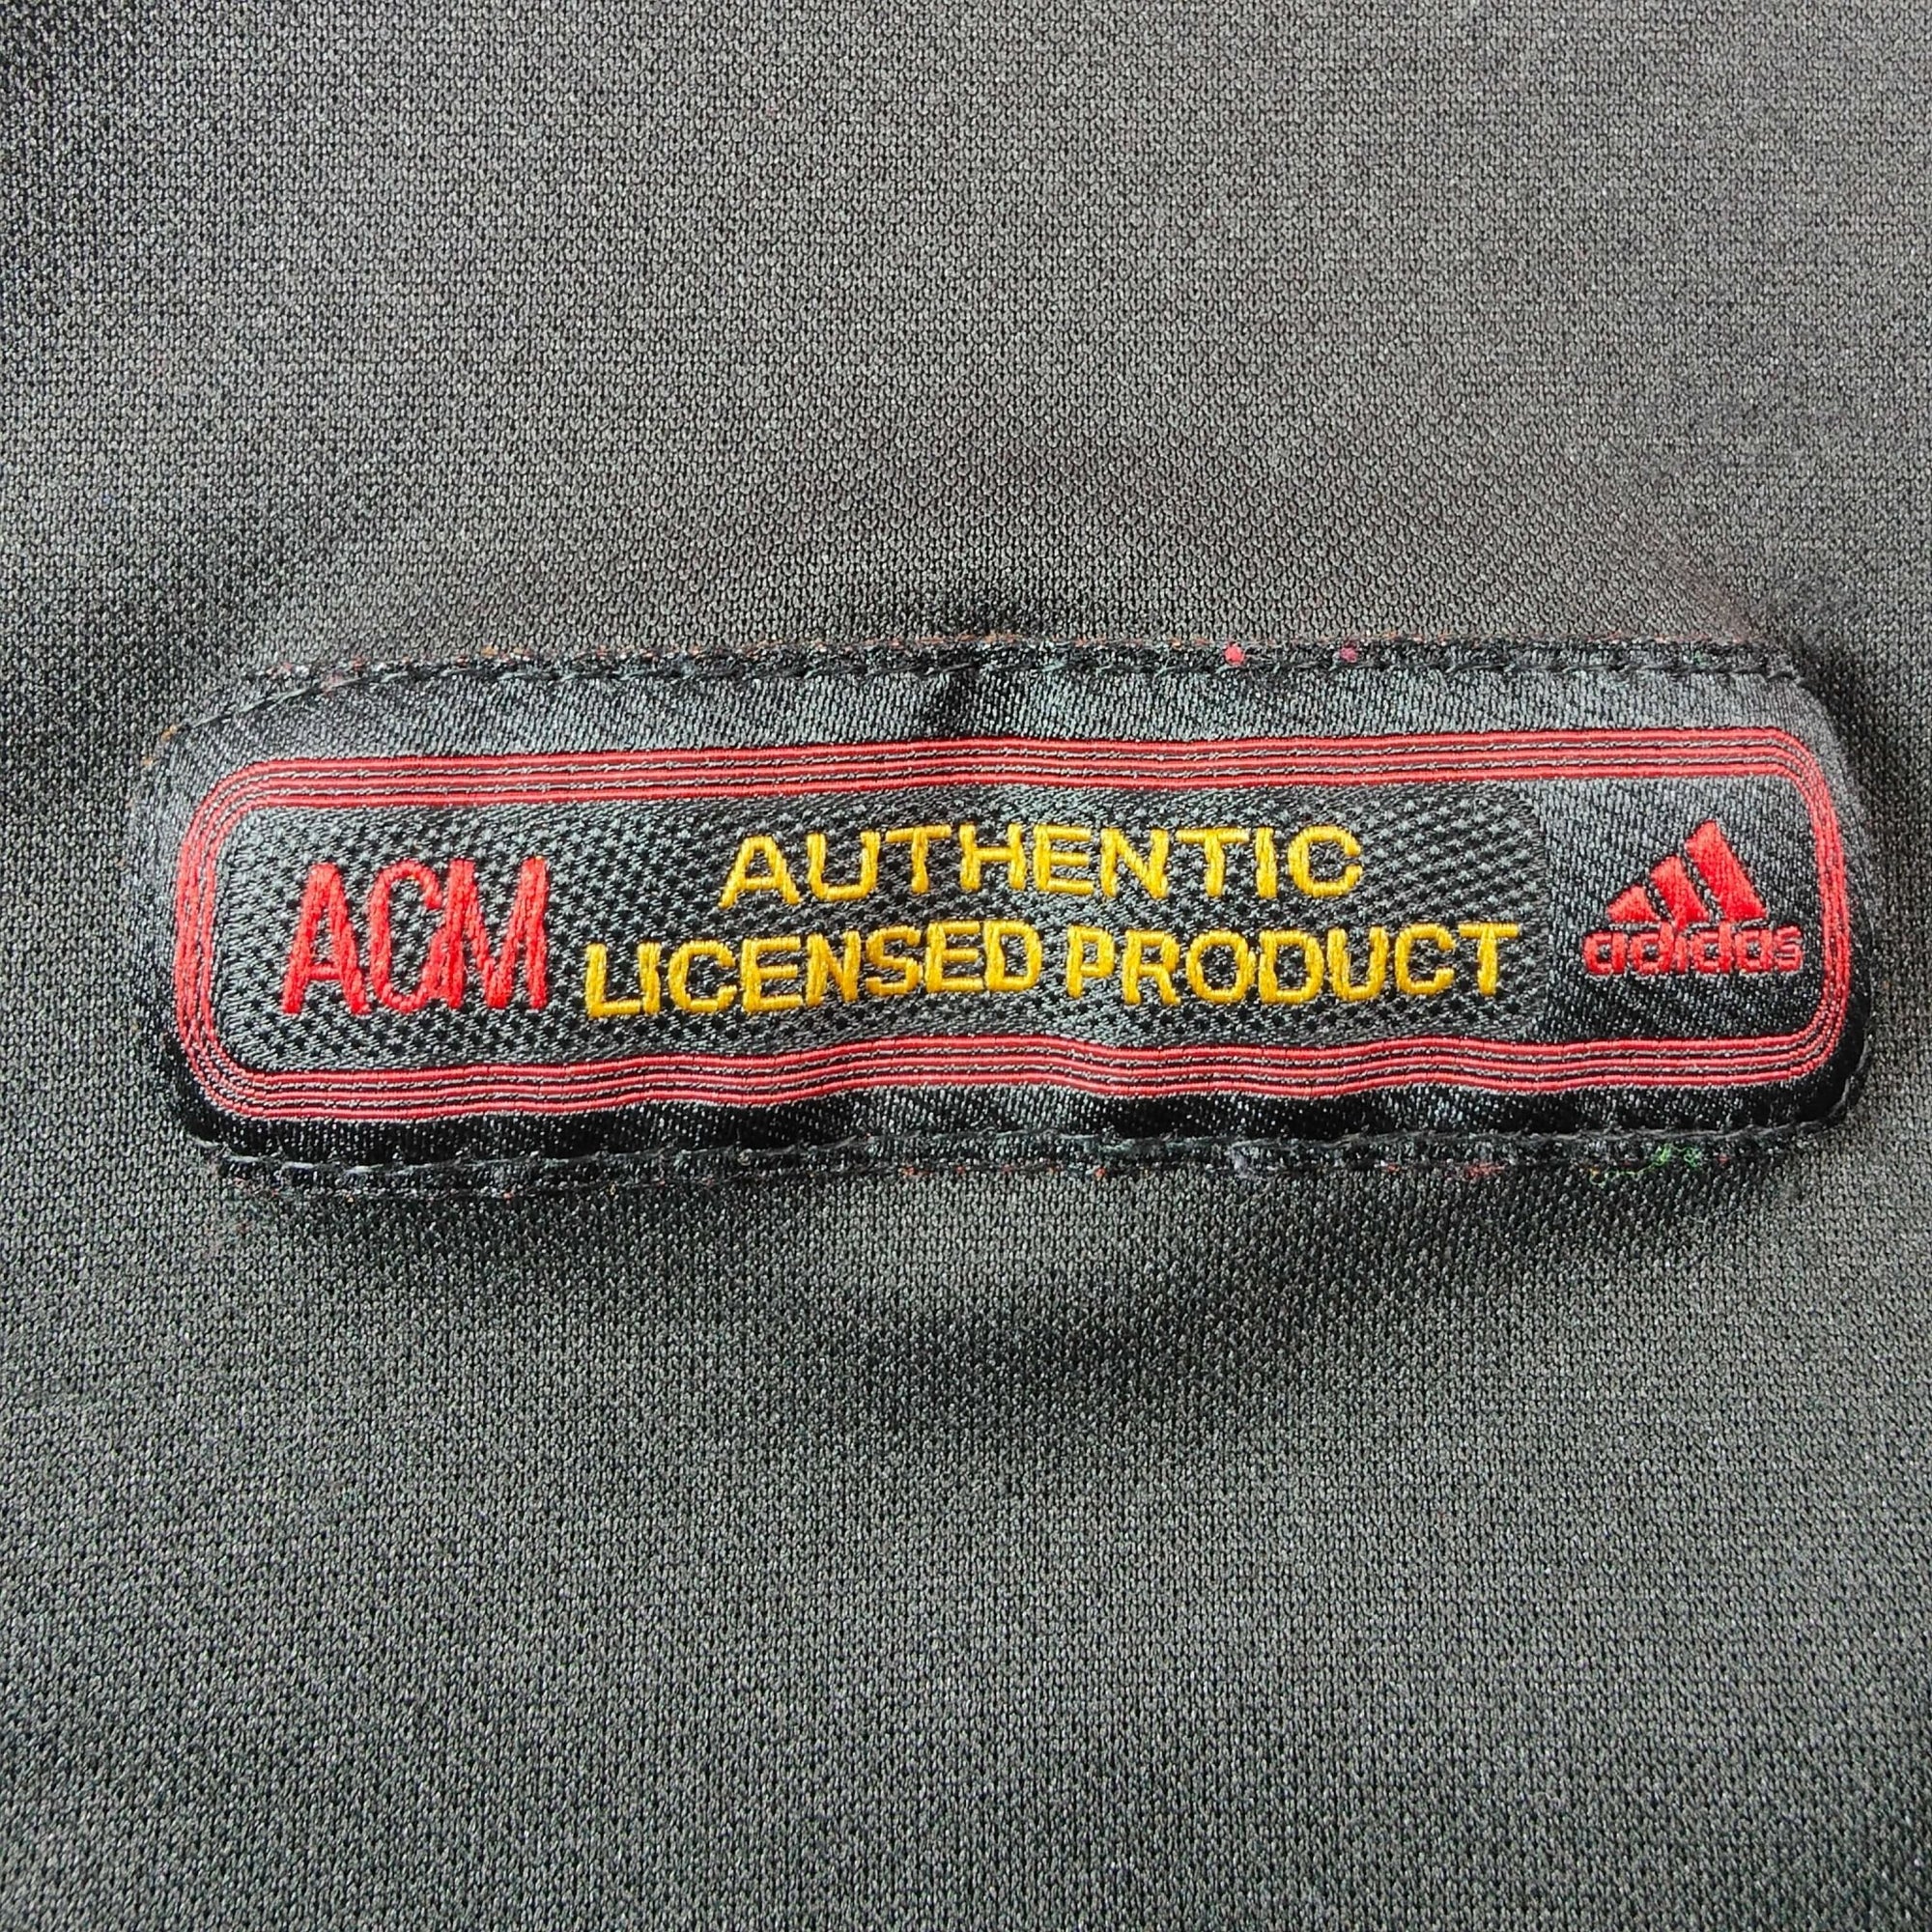 ACM
AUTHENTIC
LICENSED PRODUCT
adidas